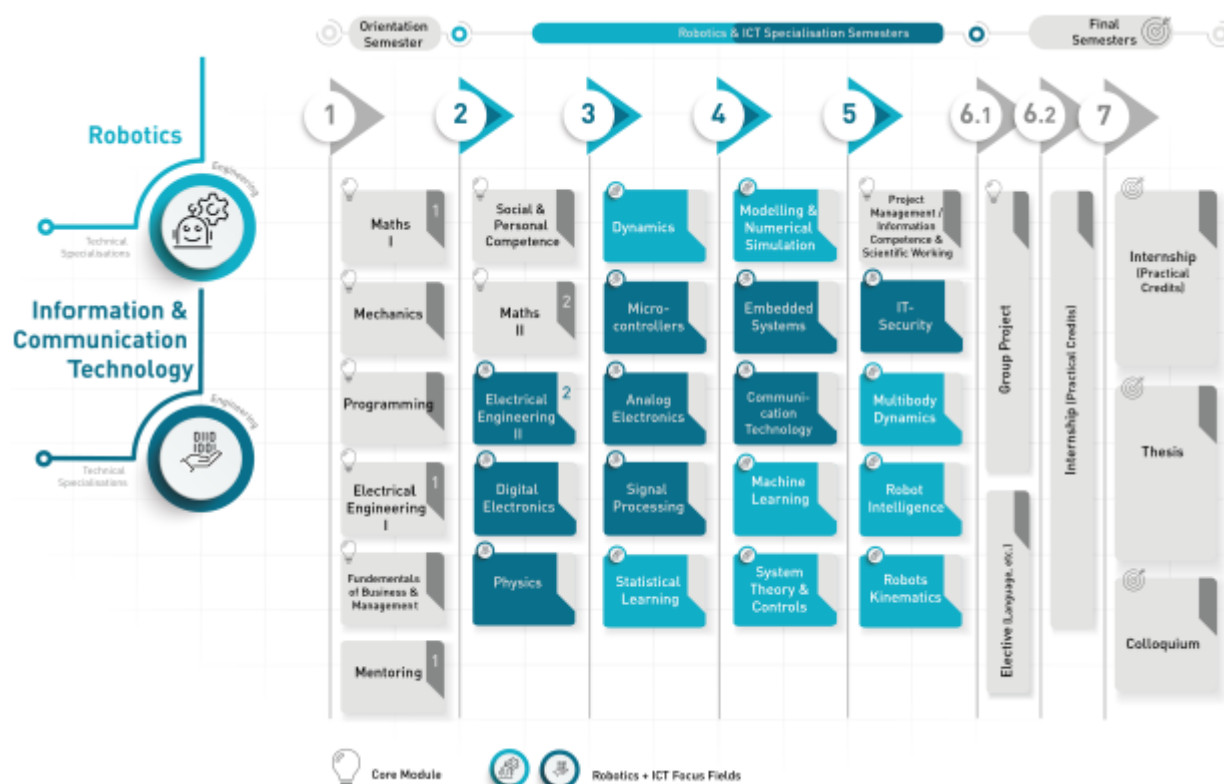 Orientation
Semester
Robotics & ICT Specialisation Semesters
Final
Semesters
1
2
3
4
5
6.1
6.2
7
Robotics
Engineering
Technical
Specialisations
Information &
Communication
Technology
Engineering
DIID
IDDI
Technical
Specialisations
Maths
I
1
Mechanics
Programming
Electrical
Engineering
I
1
Fundementals
of Business &
Management
Mentoring
1
Social &
Personal
Competence
Maths
II
2
Electrical
Engineering
II
2
Digital
Electronics
Physics
Dynamics
Micro-
controllers
Analog
Electronics
Signal
Processing
Statistical
Learning
Modelling &
Numerical
Simulation
Embedded
Systems
Communi-
cation
Technology
Machine
Learning
System
Theory &
Controls
Project
Management /
Information
Competence &
Scientific Working
IT-
Security
Multibody
Dynamics
Robot
Intelligence
Robots
Kinematics
Group Project
Elective (Language, etc.)
Internship (Practical Credits)
Internship
(Practical
Credits)
Thesis
Colloquium
Core Module
Robotics + ICT Focus Fields